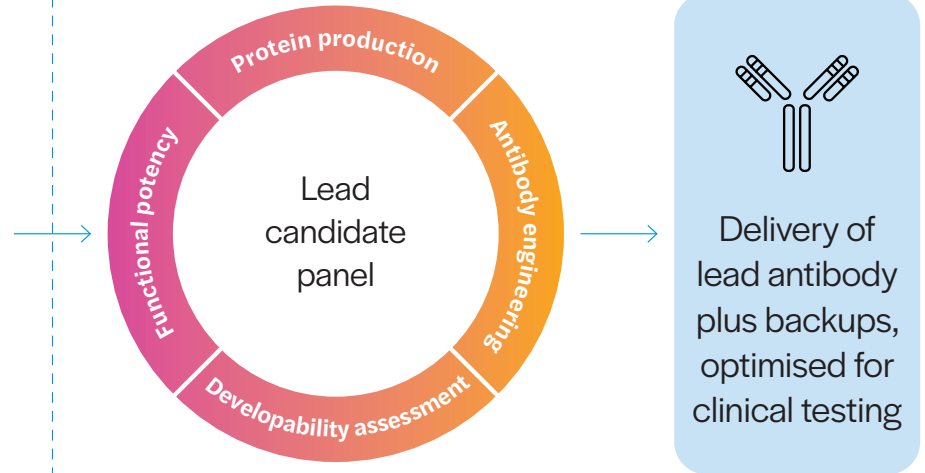 Protein production
Antibody engineering
Developability assessment
Functional potency
Lead
candidate
panel
Delivery of
lead antibody
plus backups,
optimised for
clinical testing